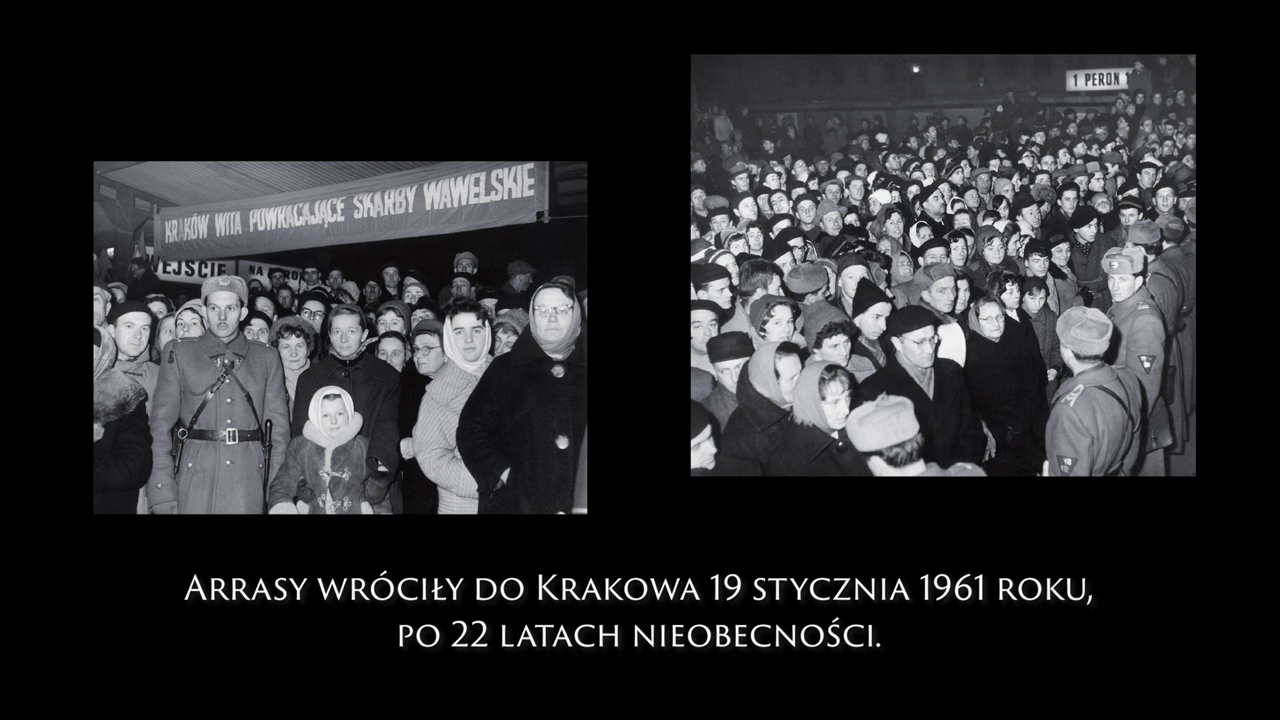 KRAKÓW WITA POWRACAJĄCE SKARBY WAWELSKIE
WEJŚCIE
NA
1 PERON 1
Arrasy wróciły do Krakowa 19 stycznia 1961 roku,
po 22 latach nieobecności.